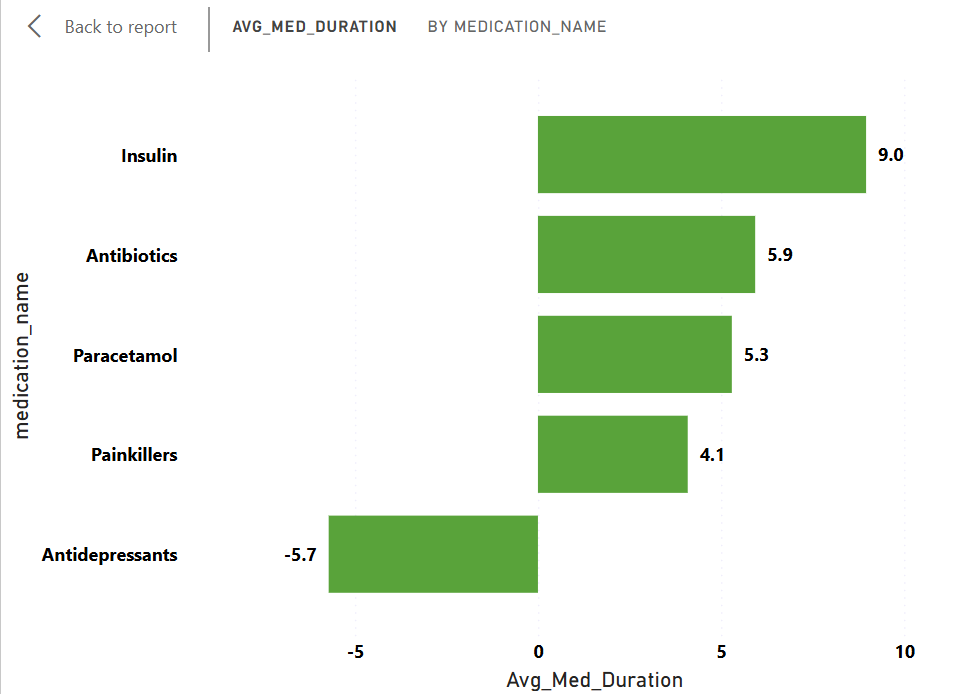 Back to report
AVG_MED_DURATION BY MEDICATION_NAME
medication_name
Insulin 9.0
Antibiotics 5.9
Paracetamol 5.3
Painkillers 4.1
Antidepressants -5.7
-5 0 5 10
Avg_Med_Duration